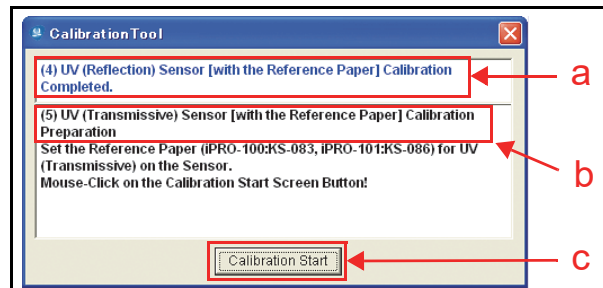 CalibrationTool
(4) UV (Reflection) Sensor [with the Reference Paper] Calibration
Completed.
a
(5) UV (Transmissive) Sensor [with the Reference Paper] Calibration
Preparation
Set the Reference Paper (iPRO-100:KS-083, iPRO-101:KS-086) for UV
(Transmissive) on the Sensor.
Mouse-Click on the Calibration Start Screen Button!
b
Calibration Start
c